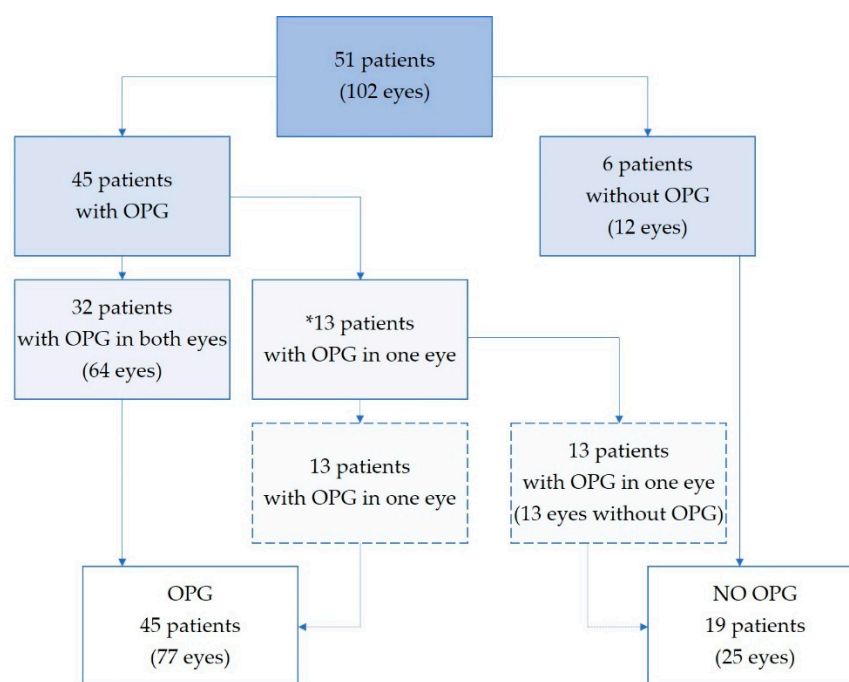 51 patients
(102 eyes)
45 patients
with OPG
6 patients
without OPG
(12 eyes)
32 patients
with OPG in both eyes
(64 eyes)
*13 patients
with OPG in one eye
13 patients
with OPG in one eye
13 patients
with OPG in one eye
(13 eyes without OPG)
OPG
45 patients
(77 eyes)
NO OPG
19 patients
(25 eyes)